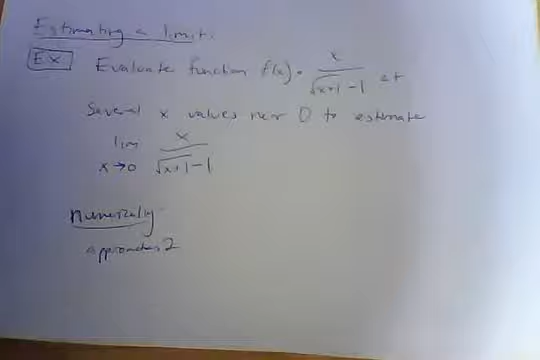 Estimating a limit.
Ex. Evaluate function f(x) = x / √x+1 - 1 at
Several x values near 0 to estimate
lim x→0 x / √x+1 - 1
numerically
approaches 2